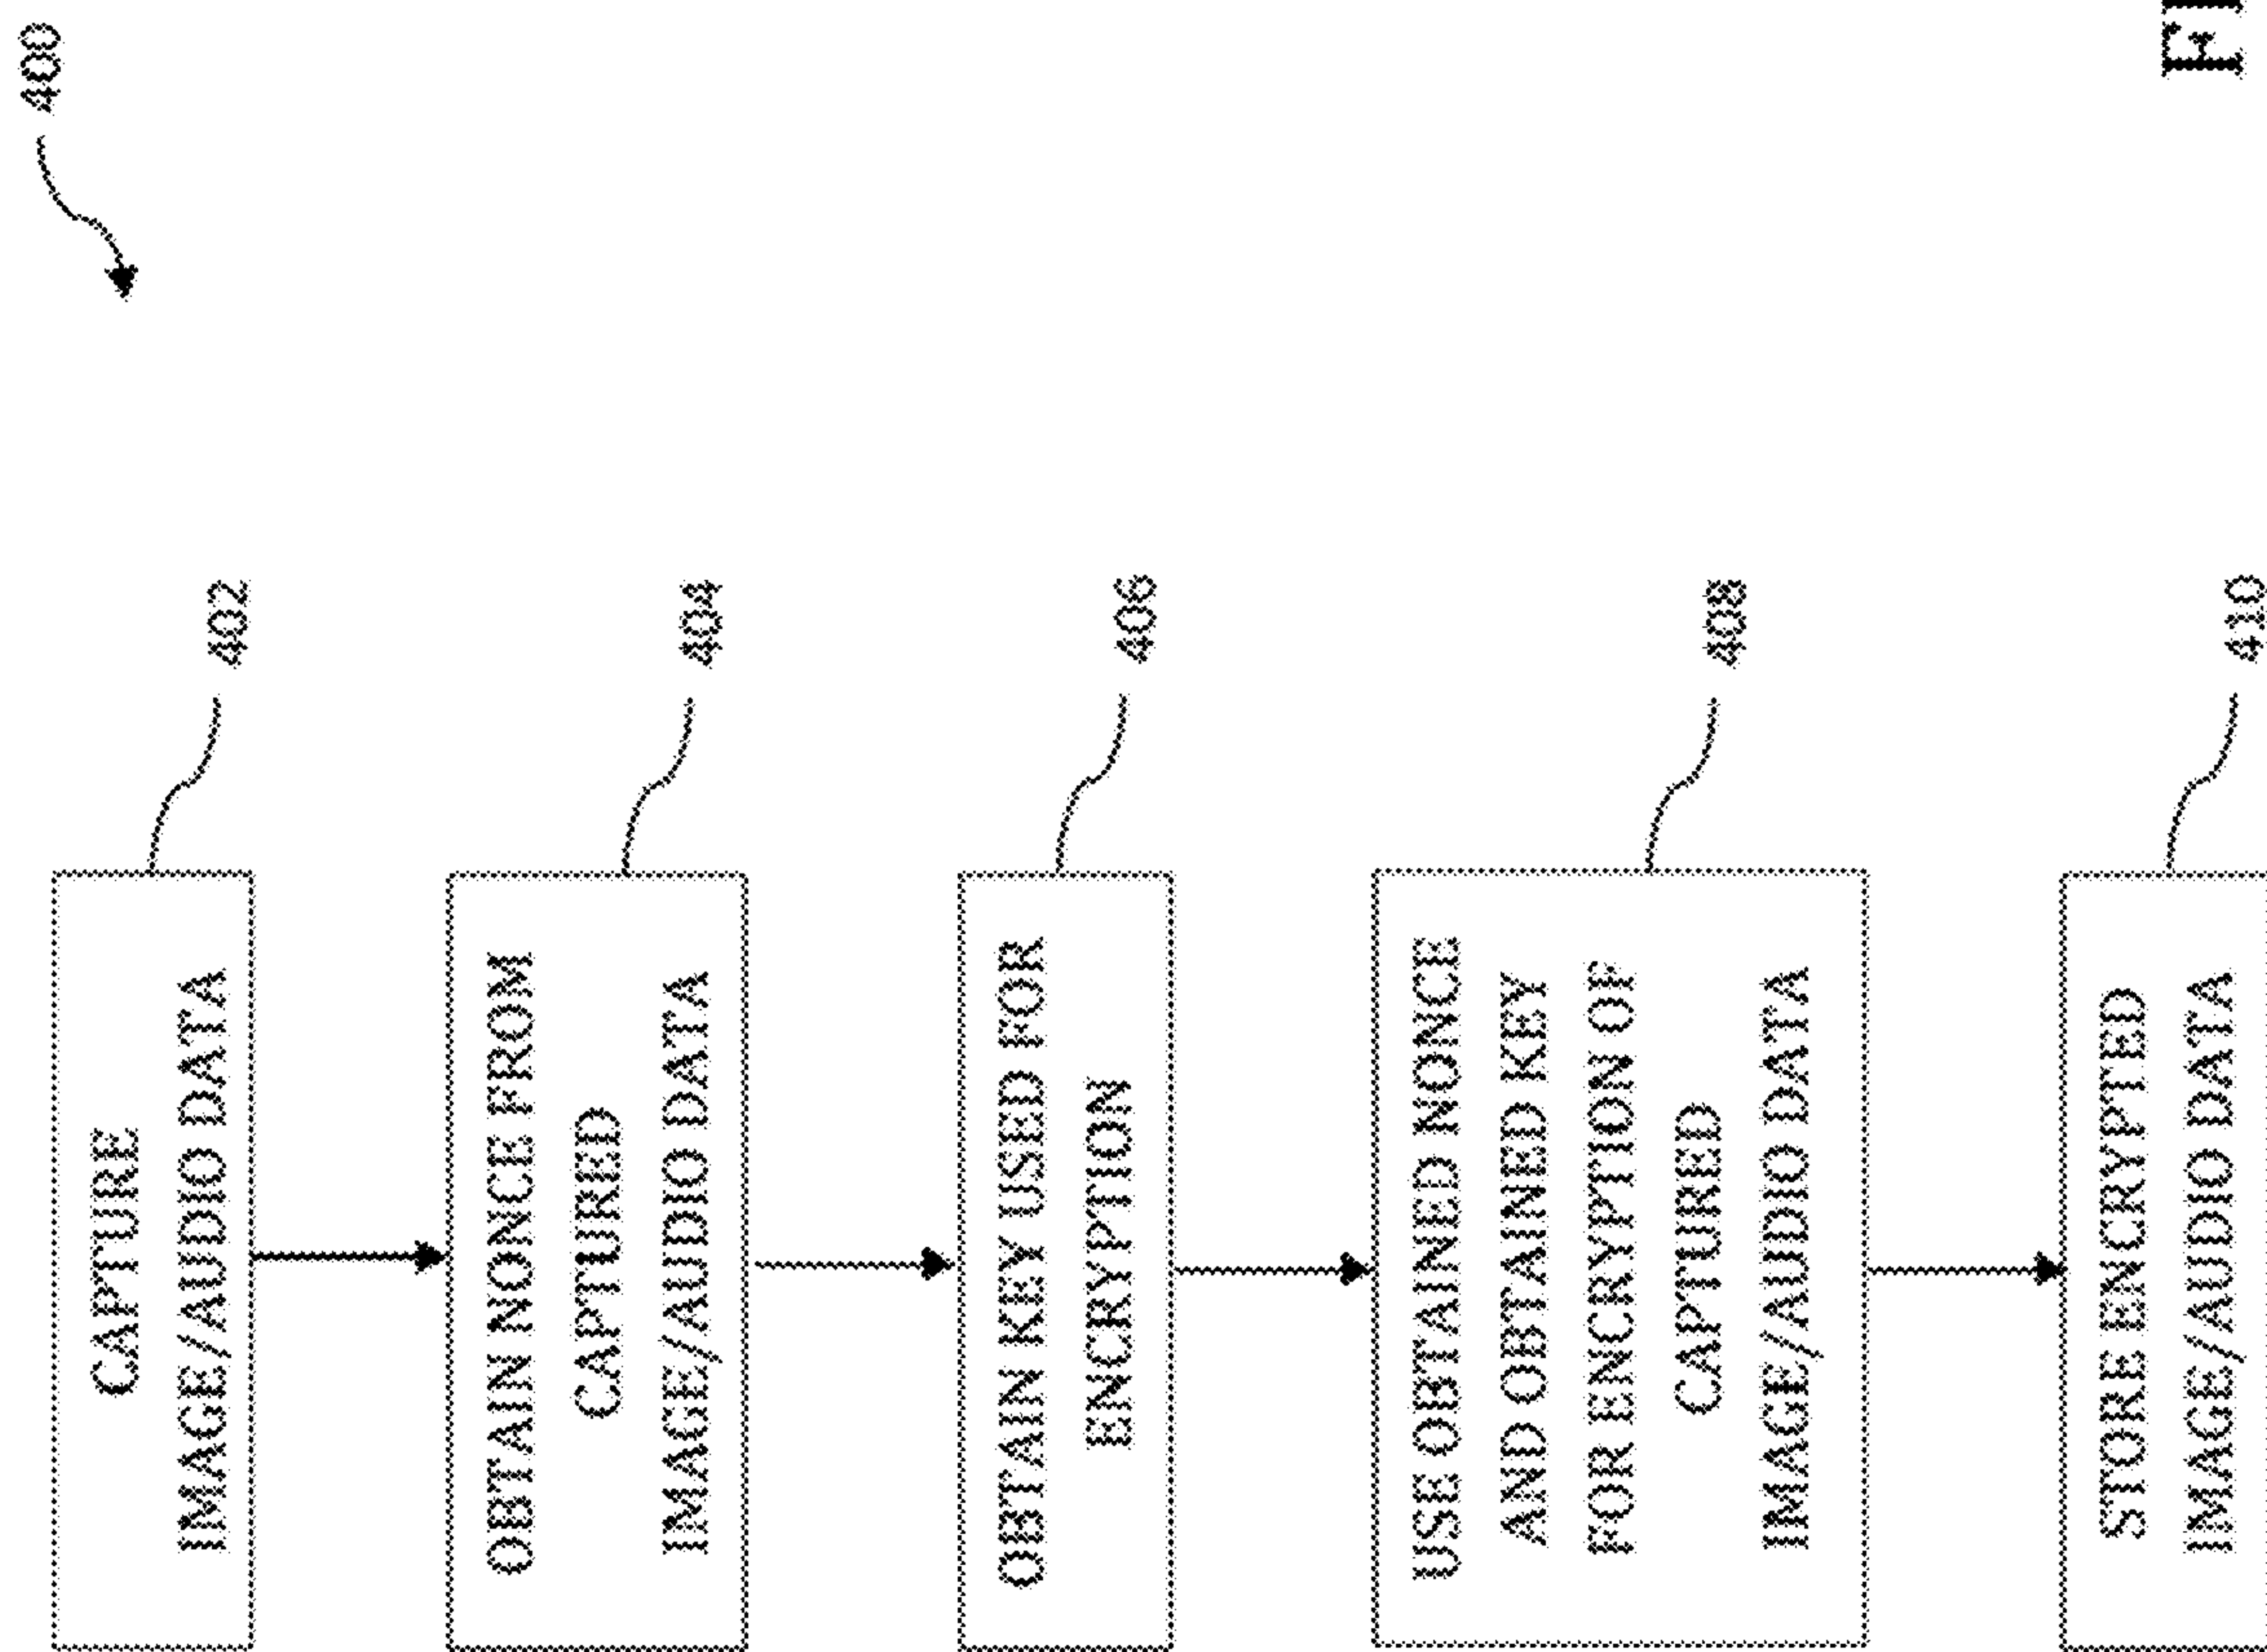 400
CAPTURE
IMAGE/AUDIO DATA
402
OBTAIN NONCE FROM
CAPTURED
IMAGE/AUDIO DATA
404
OBTAIN KEY USED FOR
ENCRYPTION
406
USE OBTAINED NONCE
AND OBTAINED KEY
FOR ENCRYPTION OF
CAPTURED
IMAGE/AUDIO DATA
408
STORE ENCRYPTED
IMAGE/AUDIO DATA
410